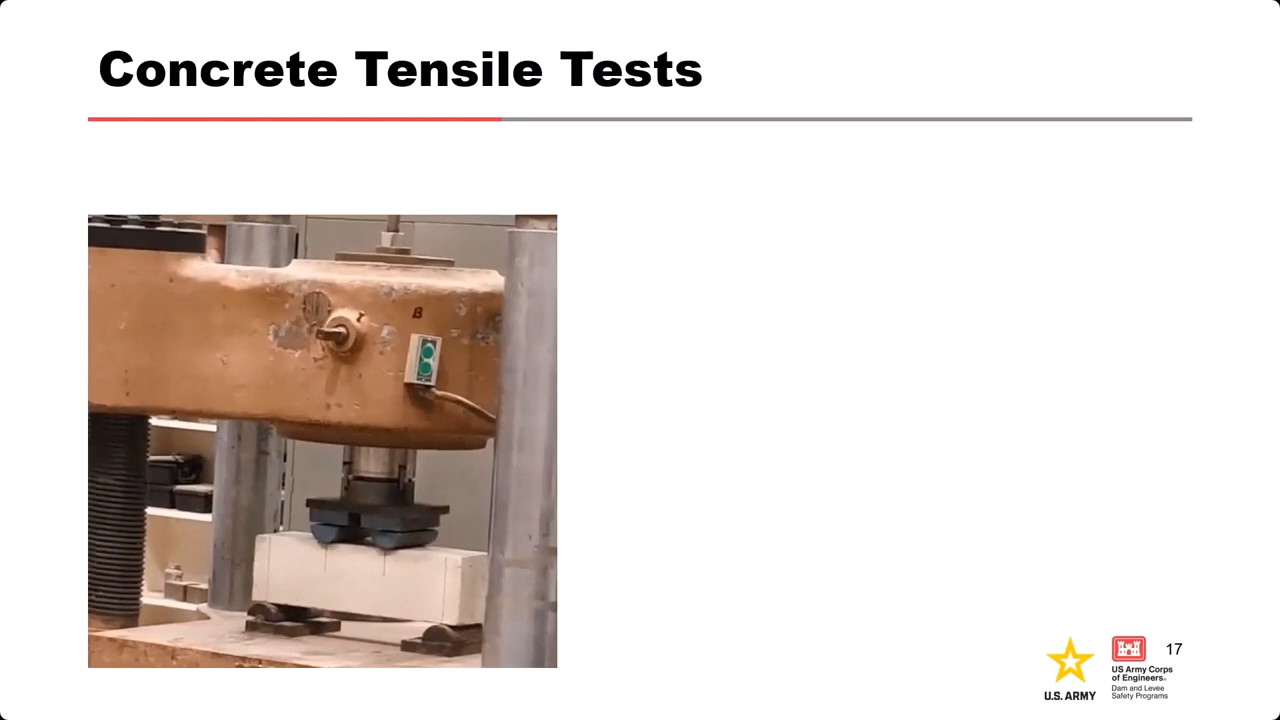 Concrete Tensile Tests
B
17
U.S. ARMY
US Army Corps
of Engineers®
Dam and Levee
Safety Programs